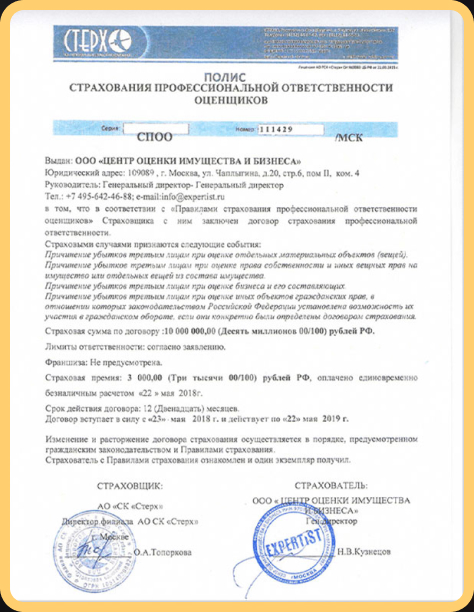 СТЕРХ
ПОЛИС
СТРАХОВАНИЯ ПРОФЕССИОНАЛЬНОЙ ОТВЕТСТВЕННОСТИ
ОЦЕНЩИКОВ
Серия: Номер: 111429
СПОО /МСК
Выдан: ООО «ЦЕНТР ОЦЕНКИ ИМУЩЕСТВА И БИЗНЕСА»
Юридический адрес: 109089 , г. Москва, ул. Чаплыгина, д.20, стр.6, пом II, ком. 4
Руководитель: Генеральный директор- Генеральный директор
Тел.: +7 495-642-46-88; e-mail:info@expertist.ru
в том, что в соответствии с «Правилами страхования профессиональной ответственности
оценщиков» Страховщика с ним заключен договор страхования профессиональной
ответственности.
Страховыми случаями признаются следующие события:
Причинение убытков третьим лицам при оценке отдельных материальных объектов (вещей).
Причинение убытков третьим лицам при оценке права собственности и иных вещных прав на
имущество или отдельных вещей из состава имущества.
Причинение убытков третьим лицам при оценке бизнеса и его составляющих.
Причинение убытков третьим лицам при оценке иных объектов гражданских прав, в
отношении которых законодательством Российской Федерации установлена возможность их
участия в гражданском обороте, если они конкретно были определены договором страхования.
Страховая сумма по договору :10 000 000,00 (Десять миллионов 00/100) рублей РФ.
Лимиты ответственности: согласно заявлению.
Франшиза: Не предусмотрена.
Страховая премия: 3 000,00 (Три тысячи 00/100) рублей РФ, оплачено единовременно
безналичным расчетом «22 » мая 2018г.
Срок действия договора: 12 (Двенадцать) месяцев.
Договор вступает в силу с «23» мая 2018 г. и действует по «22» мая 2019 г.
Изменение и расторжение договора страхования осуществляется в порядке, предусмотренном
гражданским законодательством и Правилами страхования.
Страхователь с Правилами страхования ознакомлен и один экземпляр получил.
СТРАХОВЩИК: СТРАХОВАТЕЛЬ:
АО «СК «Стерх» ООО « ЦЕНТР ОЦЕНКИ ИМУЩЕСТВА
И БИЗНЕСА»
Директор филиала АО СК «Стерх» Ген.директор
г. Москве
О.А.Топоркова Н.В.Кузнецов
EXPERTIST
МОСКВА